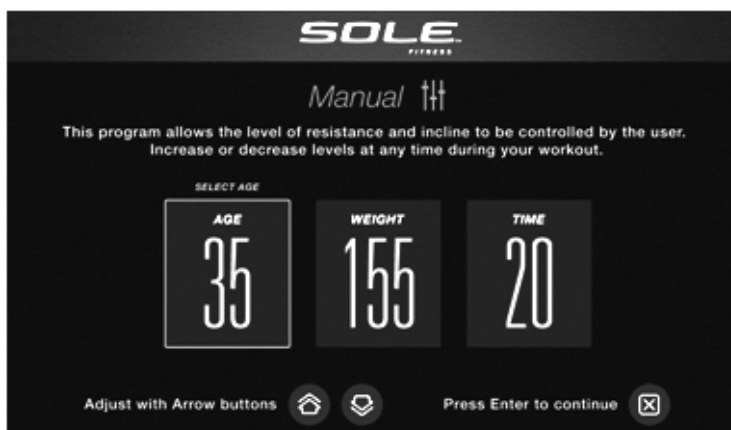 SOLE
FITNESS
Manual
This program allows the level of resistance and incline to be controlled by the user.
Increase or decrease levels at any time during your workout.
SELECT AGE
AGE
35
WEIGHT
155
TIME
20
Adjust with Arrow buttons
Press Enter to continue